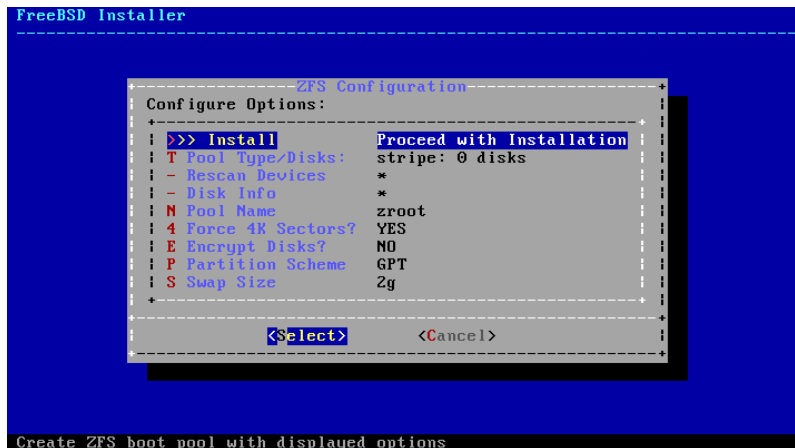 FreeBSD Installer
ZFS Configuration
Configure Options:
>>> Install Proceed with Installation
T Pool Type/Disks: stripe: 0 disks
- Rescan Devices *
- Disk Info *
N Pool Name zroot
4 Force 4K Sectors? YES
E Encrypt Disks? NO
P Partition Scheme GPT
S Swap Size 2g
<Select> <Cancel>
Create ZFS boot pool with displayed options